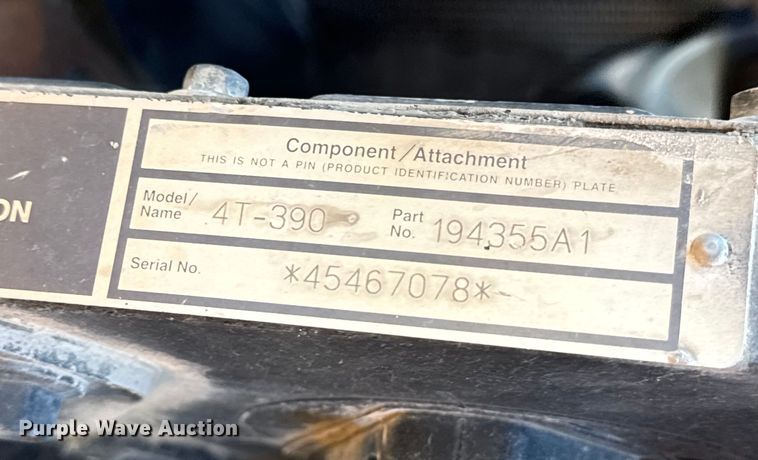 Component/Attachment
THIS IS NOT A PIN (PRODUCT IDENTIFICATION NUMBER) PLATE
Model/
Name 4T-390 Part
No. 194355A1
Serial No. *45467078*
ON
Purple Wave Auction